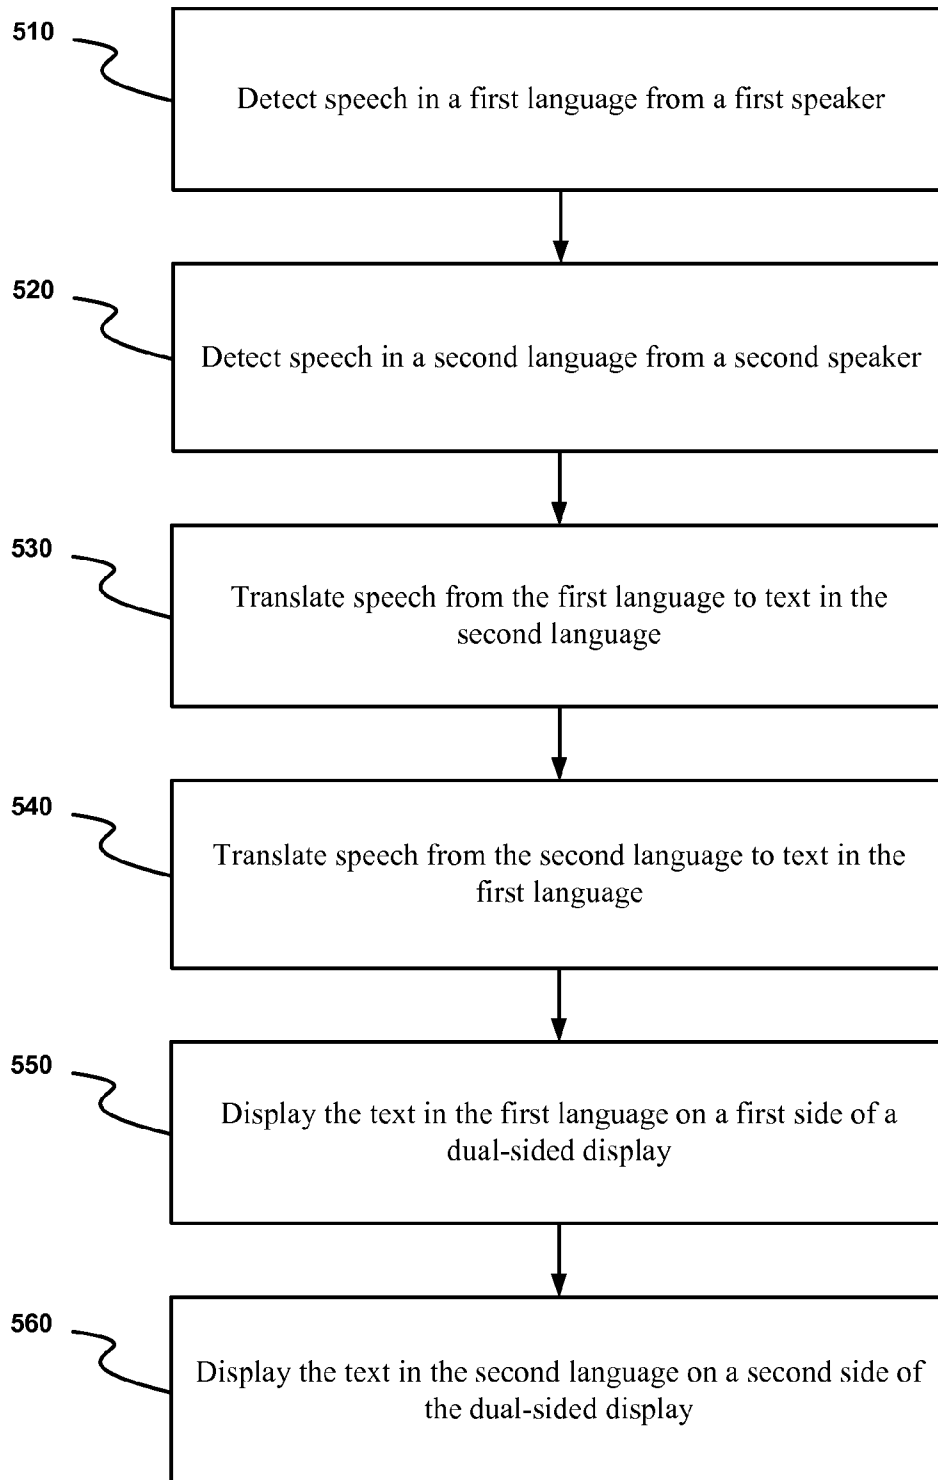 510
Detect speech in a first language from a first speaker
520
Detect speech in a second language from a second speaker
530
Translate speech from the first language to text in the
second language
540
Translate speech from the second language to text in the
first language
550
Display the text in the first language on a first side of a
dual-sided display
560
Display the text in the second language on a second side of
the dual-sided display